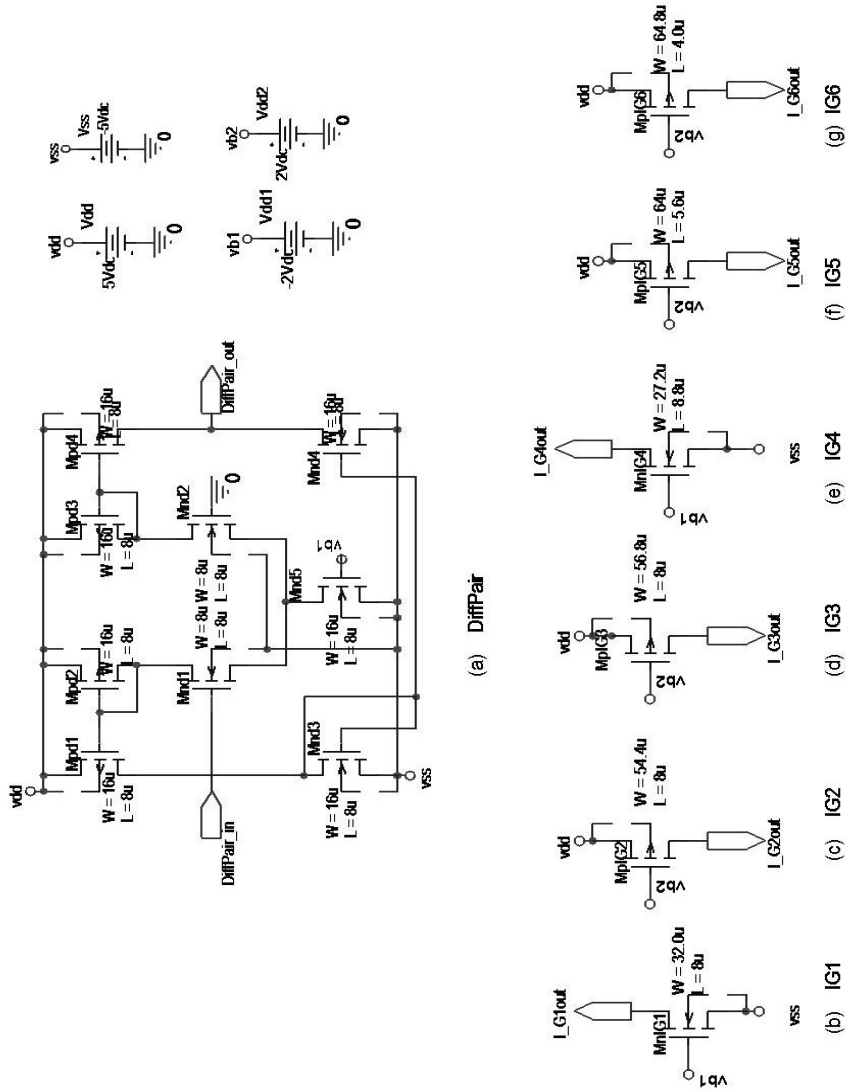 vdd
Mpd1
W = 16u
L = 8u
Mpd2
W = 16u
L = 8u
Mpd3
W = 16u
L = 8u
Mpd4
W = 16u
L = 8u
DiffPair_in
Mnd1
W = 8u
L = 8u
Mnd2
W = 8u
L = 8u
0
DiffPair_out
Mnd3
W = 16u
L = 8u
Mnd5
W = 16u
L = 8u
vb1
Mnd4
W = 16u
L = 8u
vss
vdd
Vdd
5Vdc
0
vss
Vss
-5Vdc
0
vb1
Vdd1
-2Vdc
0
vb2
Vdd2
2Vdc
0
(a) DiffPair
I_G1out
MnIG1
W = 32.0u
L = 8u
vb1
vss
(b) IG1
vdd
MpIG2
W = 54.4u
L = 8u
vb2
I_G2out
(c) IG2
vdd
MpIG3
W = 56.8u
L = 8u
vb2
I_G3out
(d) IG3
I_G4out
MnIG4
W = 27.2u
L = 8.8u
vb1
vss
(e) IG4
vdd
MpIG5
W = 64u
L = 5.6u
vb2
I_G5out
(f) IG5
vdd
MpIG6
W = 64.8u
L = 4.0u
vb2
I_G6out
(g) IG6